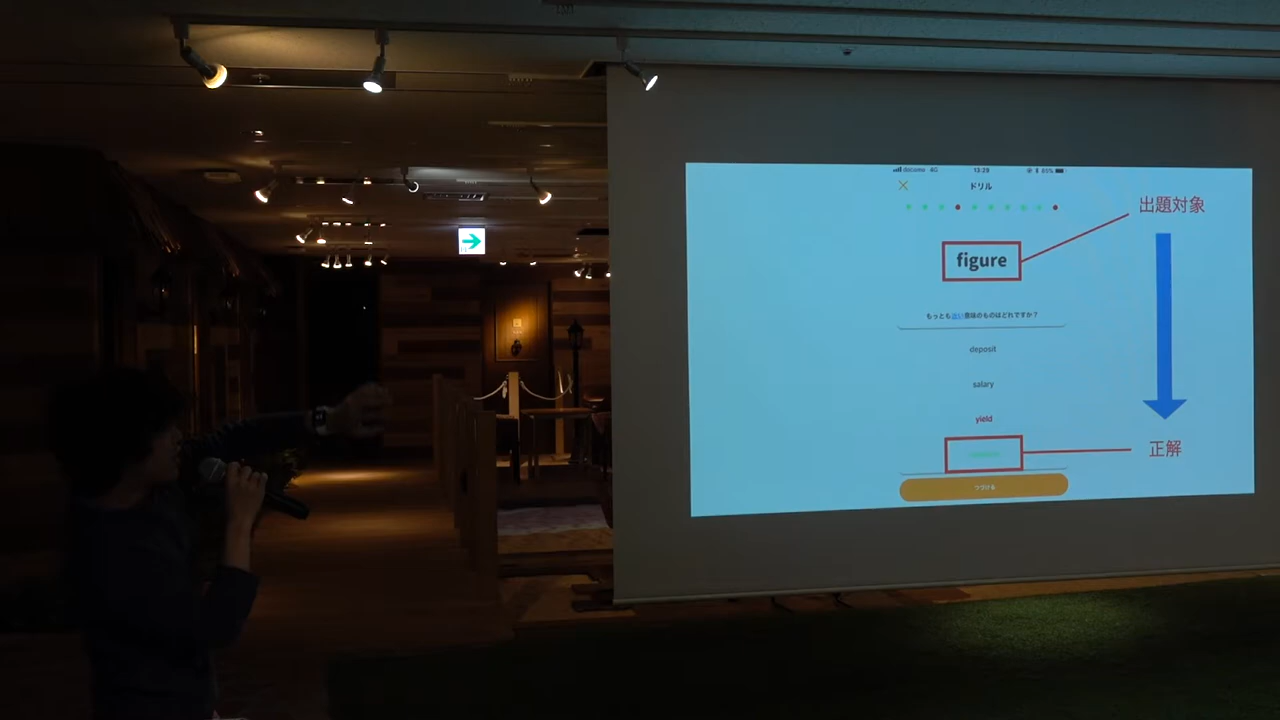 docomo 4G 13:29 85%
ドリル
出題対象
figure
もっとも近い意味のものはどれですか？
deposit
salary
yield
正解
つづける